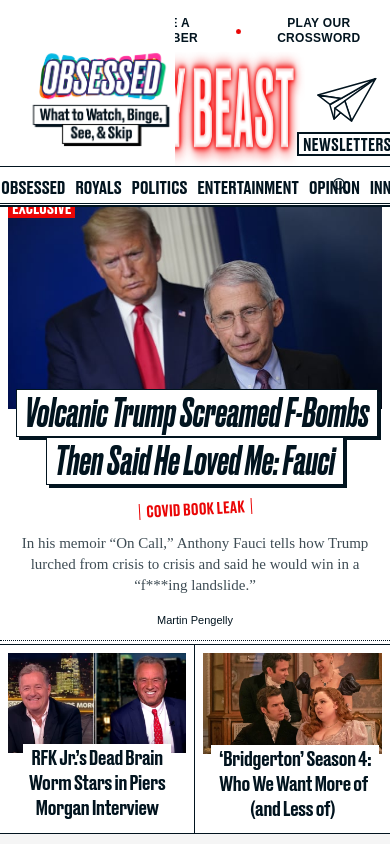 E A
BER
PLAY OUR
CROSSWORD
OBSESSED
What to Watch, Binge,
See, & Skip
Y BEAST
NEWSLETTERS
OBSESSED ROYALS POLITICS ENTERTAINMENT OPINION INN
EXCLUSIVE
Volcanic Trump Screamed F-Bombs
Then Said He Loved Me: Fauci
COVID BOOK LEAK
In his memoir “On Call,” Anthony Fauci tells how Trump
lurched from crisis to crisis and said he would win in a
“f***ing landslide.”
Martin Pengelly
RFK Jr.’s Dead Brain
Worm Stars in Piers
Morgan Interview
‘Bridgerton’ Season 4:
Who We Want More of
(and Less of)